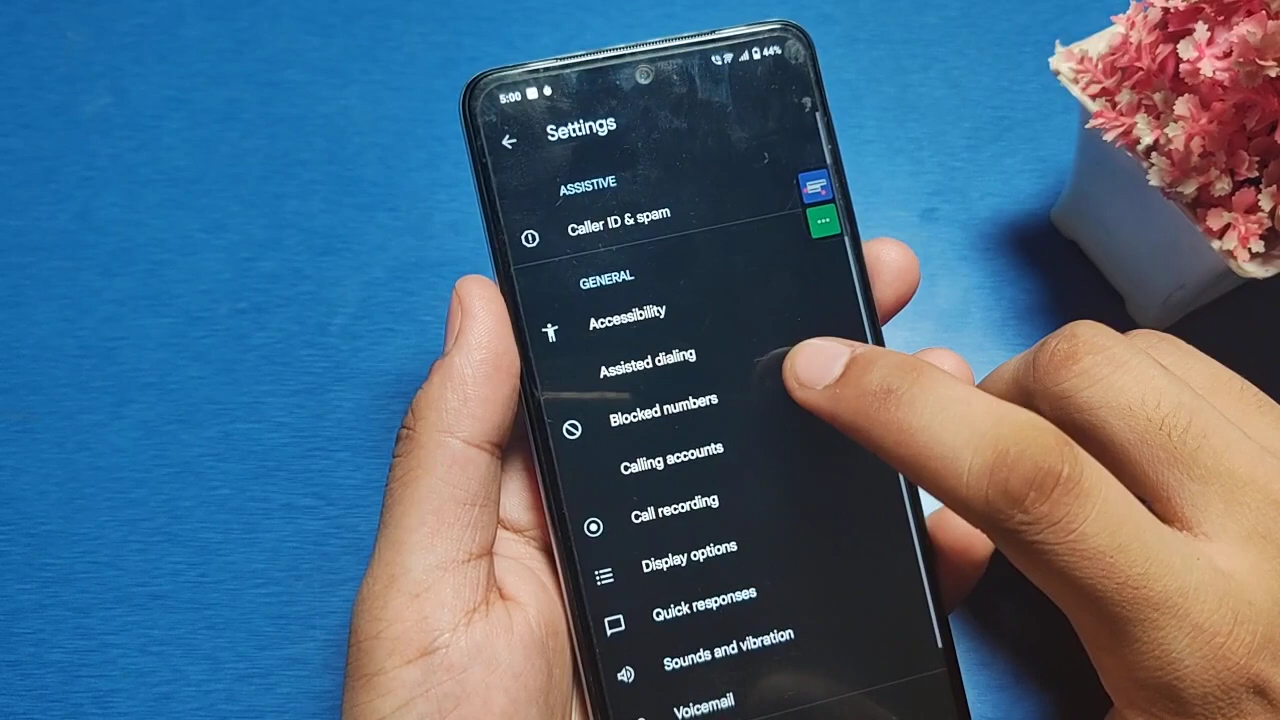 5:00 44%
Settings
ASSISTIVE
Caller ID & spam
GENERAL
Accessibility
Assisted dialing
Blocked numbers
Calling accounts
Call recording
Display options
Quick responses
Sounds and vibration
Voicemail